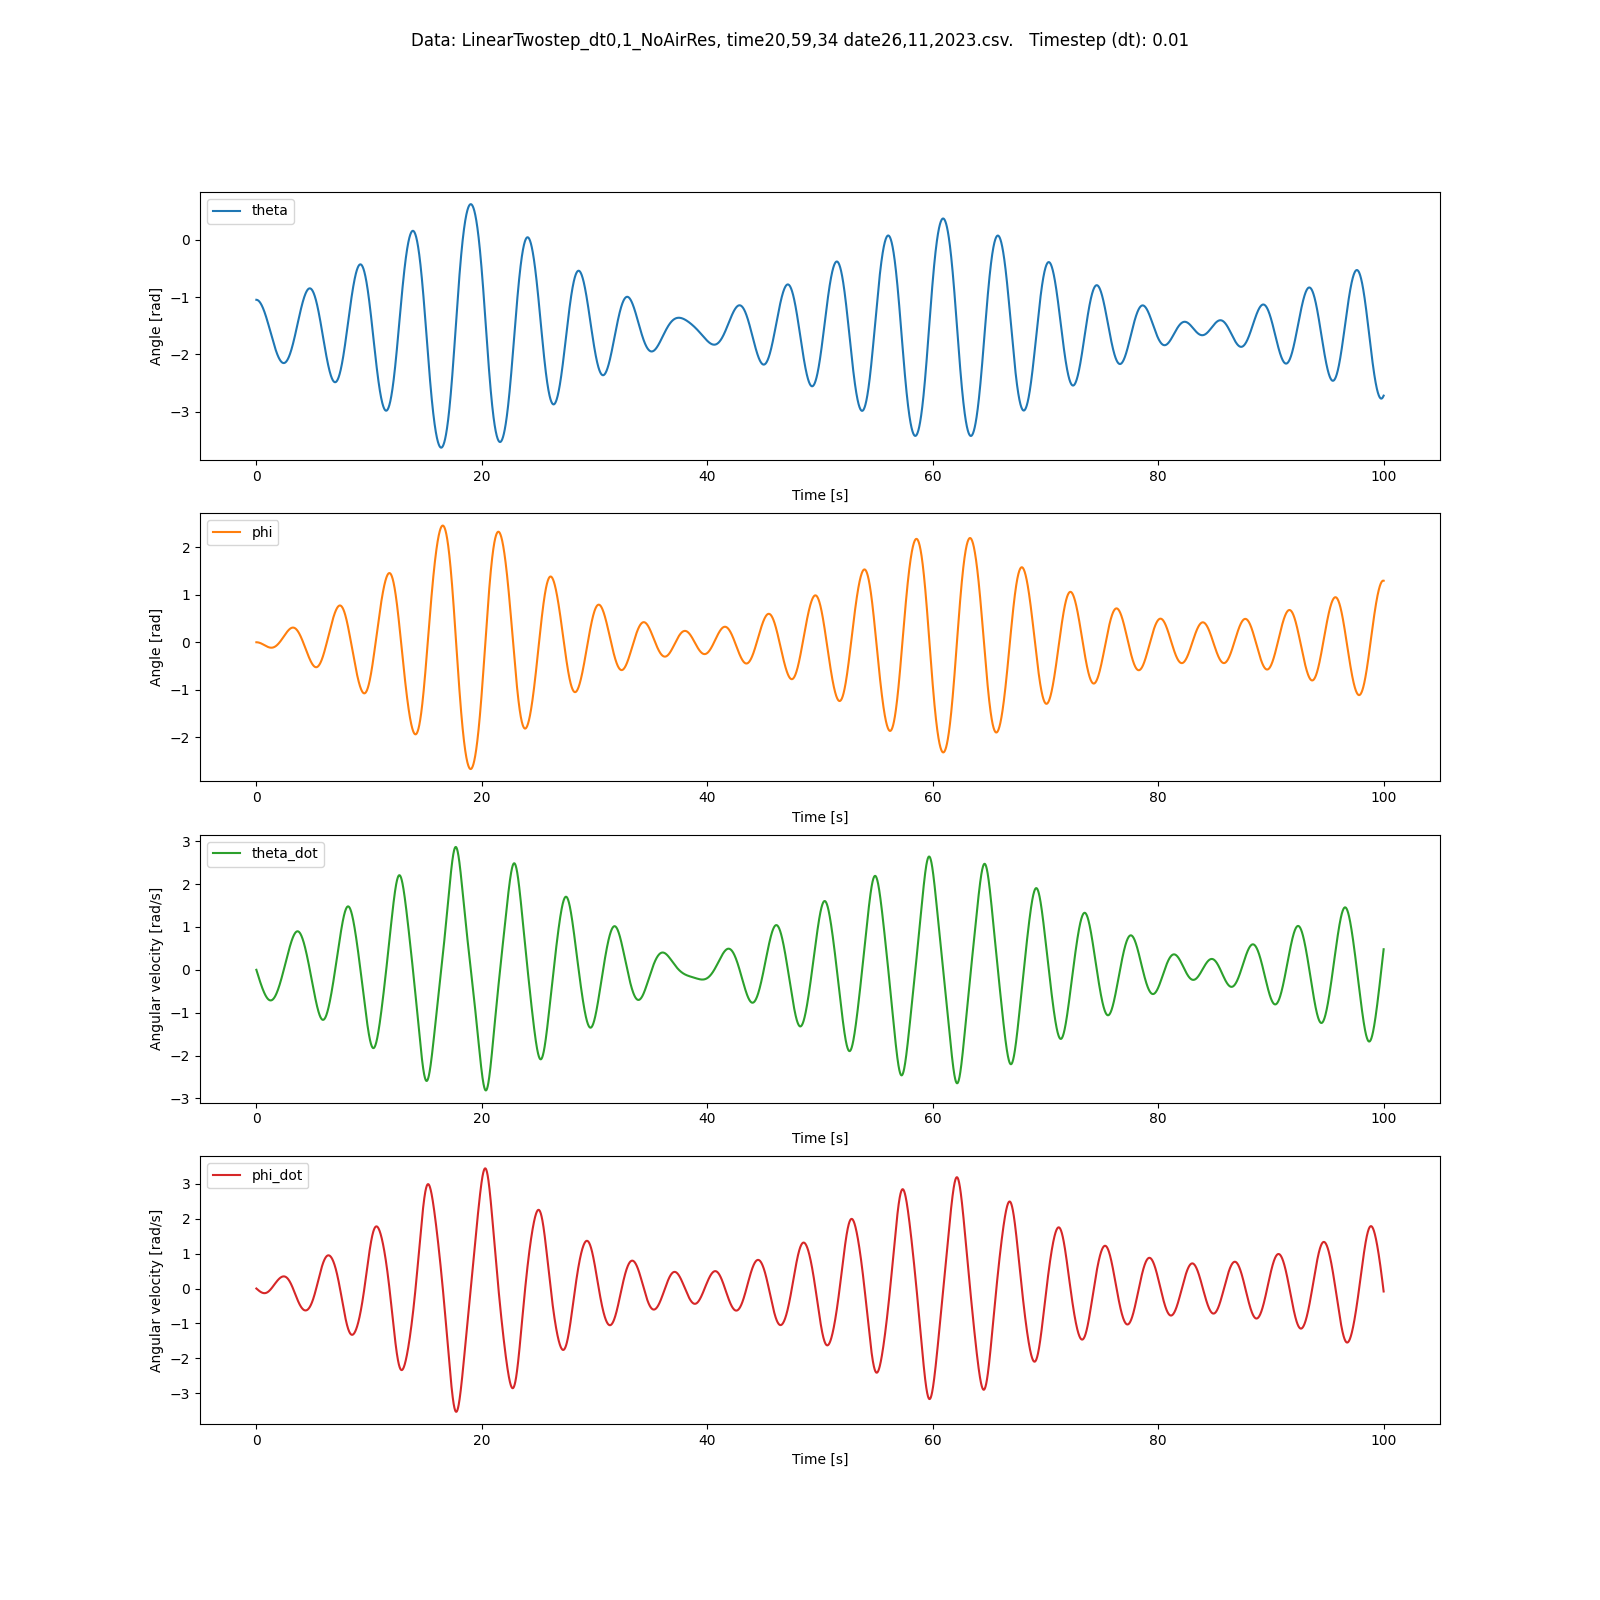 Data: LinearTwostep_dt0,1_NoAirRes, time20,59,34 date26,11,2023.csv.   Timestep (dt): 0.01
theta
Angle [rad]
0
−1
−2
−3
0 20 40 60 80 100
Time [s]
phi
Angle [rad]
2
1
0
−1
−2
0 20 40 60 80 100
Time [s]
theta_dot
Angular velocity [rad/s]
3
2
1
0
−1
−2
−3
0 20 40 60 80 100
Time [s]
phi_dot
Angular velocity [rad/s]
3
2
1
0
−1
−2
−3
0 20 40 60 80 100
Time [s]